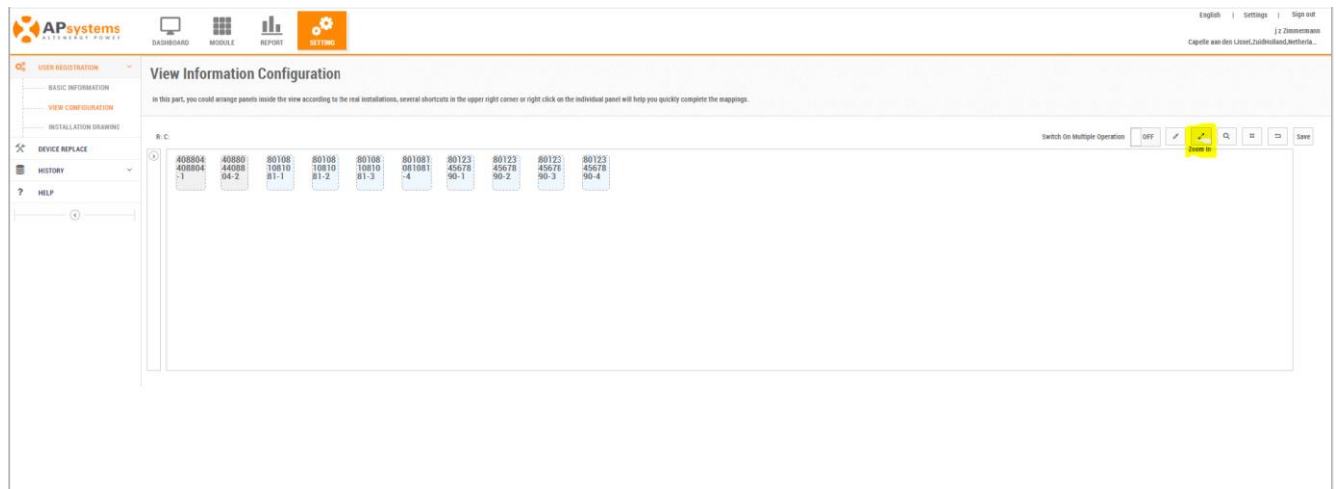 APsystems
ALTENERGY POWER
DASHBOARD
MODULE
REPORT
SETTING
English | Settings | Sign out
j z Zimmermann
Capelle aan den IJssel,ZuidHolland,Netherla...
USER REGISTRATION
BASIC INFORMATION
VIEW CONFIGURATION
INSTALLATION DRAWING
DEVICE REPLACE
HISTORY
? HELP
View Information Configuration
In this part, you could arrange panels inside the view according to the real installations, several shortcuts in the upper right corner or right click on the individual panel will help you quickly complete the mappings.
R: C:
Switch On Multiple Operation OFF
Save
Zoom In
408804
408804
-1
40880
44088
04-2
80108
10810
81-1
80108
10810
81-2
80108
10810
81-3
801081
081081
-4
80123
45678
90-1
80123
45678
90-2
80123
45678
90-3
80123
45678
90-4